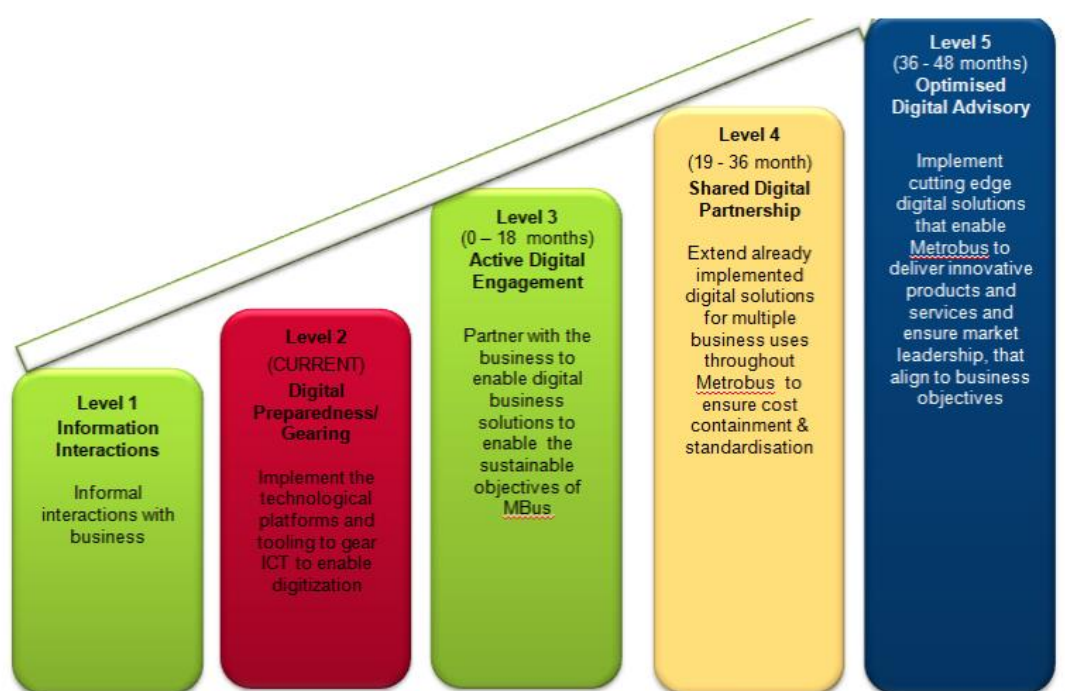 Level 1
Information
Interactions
Informal
interactions with
business
Level 2
(CURRENT)
Digital
Preparedness/
Gearing
Implement the
technological
platforms and
tooling to gear
ICT to enable
digitization
Level 3
(0 – 18 months)
Active Digital
Engagement
Partner with the
business to
enable digital
business
solutions to
enable the
sustainable
objectives of
MBus
Level 4
(19 - 36 month)
Shared Digital
Partnership
Extend already
implemented
digital solutions
for multiple
business uses
throughout
Metrobus to
ensure cost
containment &
standardisation
Level 5
(36 - 48 months)
Optimised
Digital Advisory
Implement
cutting edge
digital solutions
that enable
Metrobus to
deliver innovative
products and
services and
ensure market
leadership, that
align to business
objectives